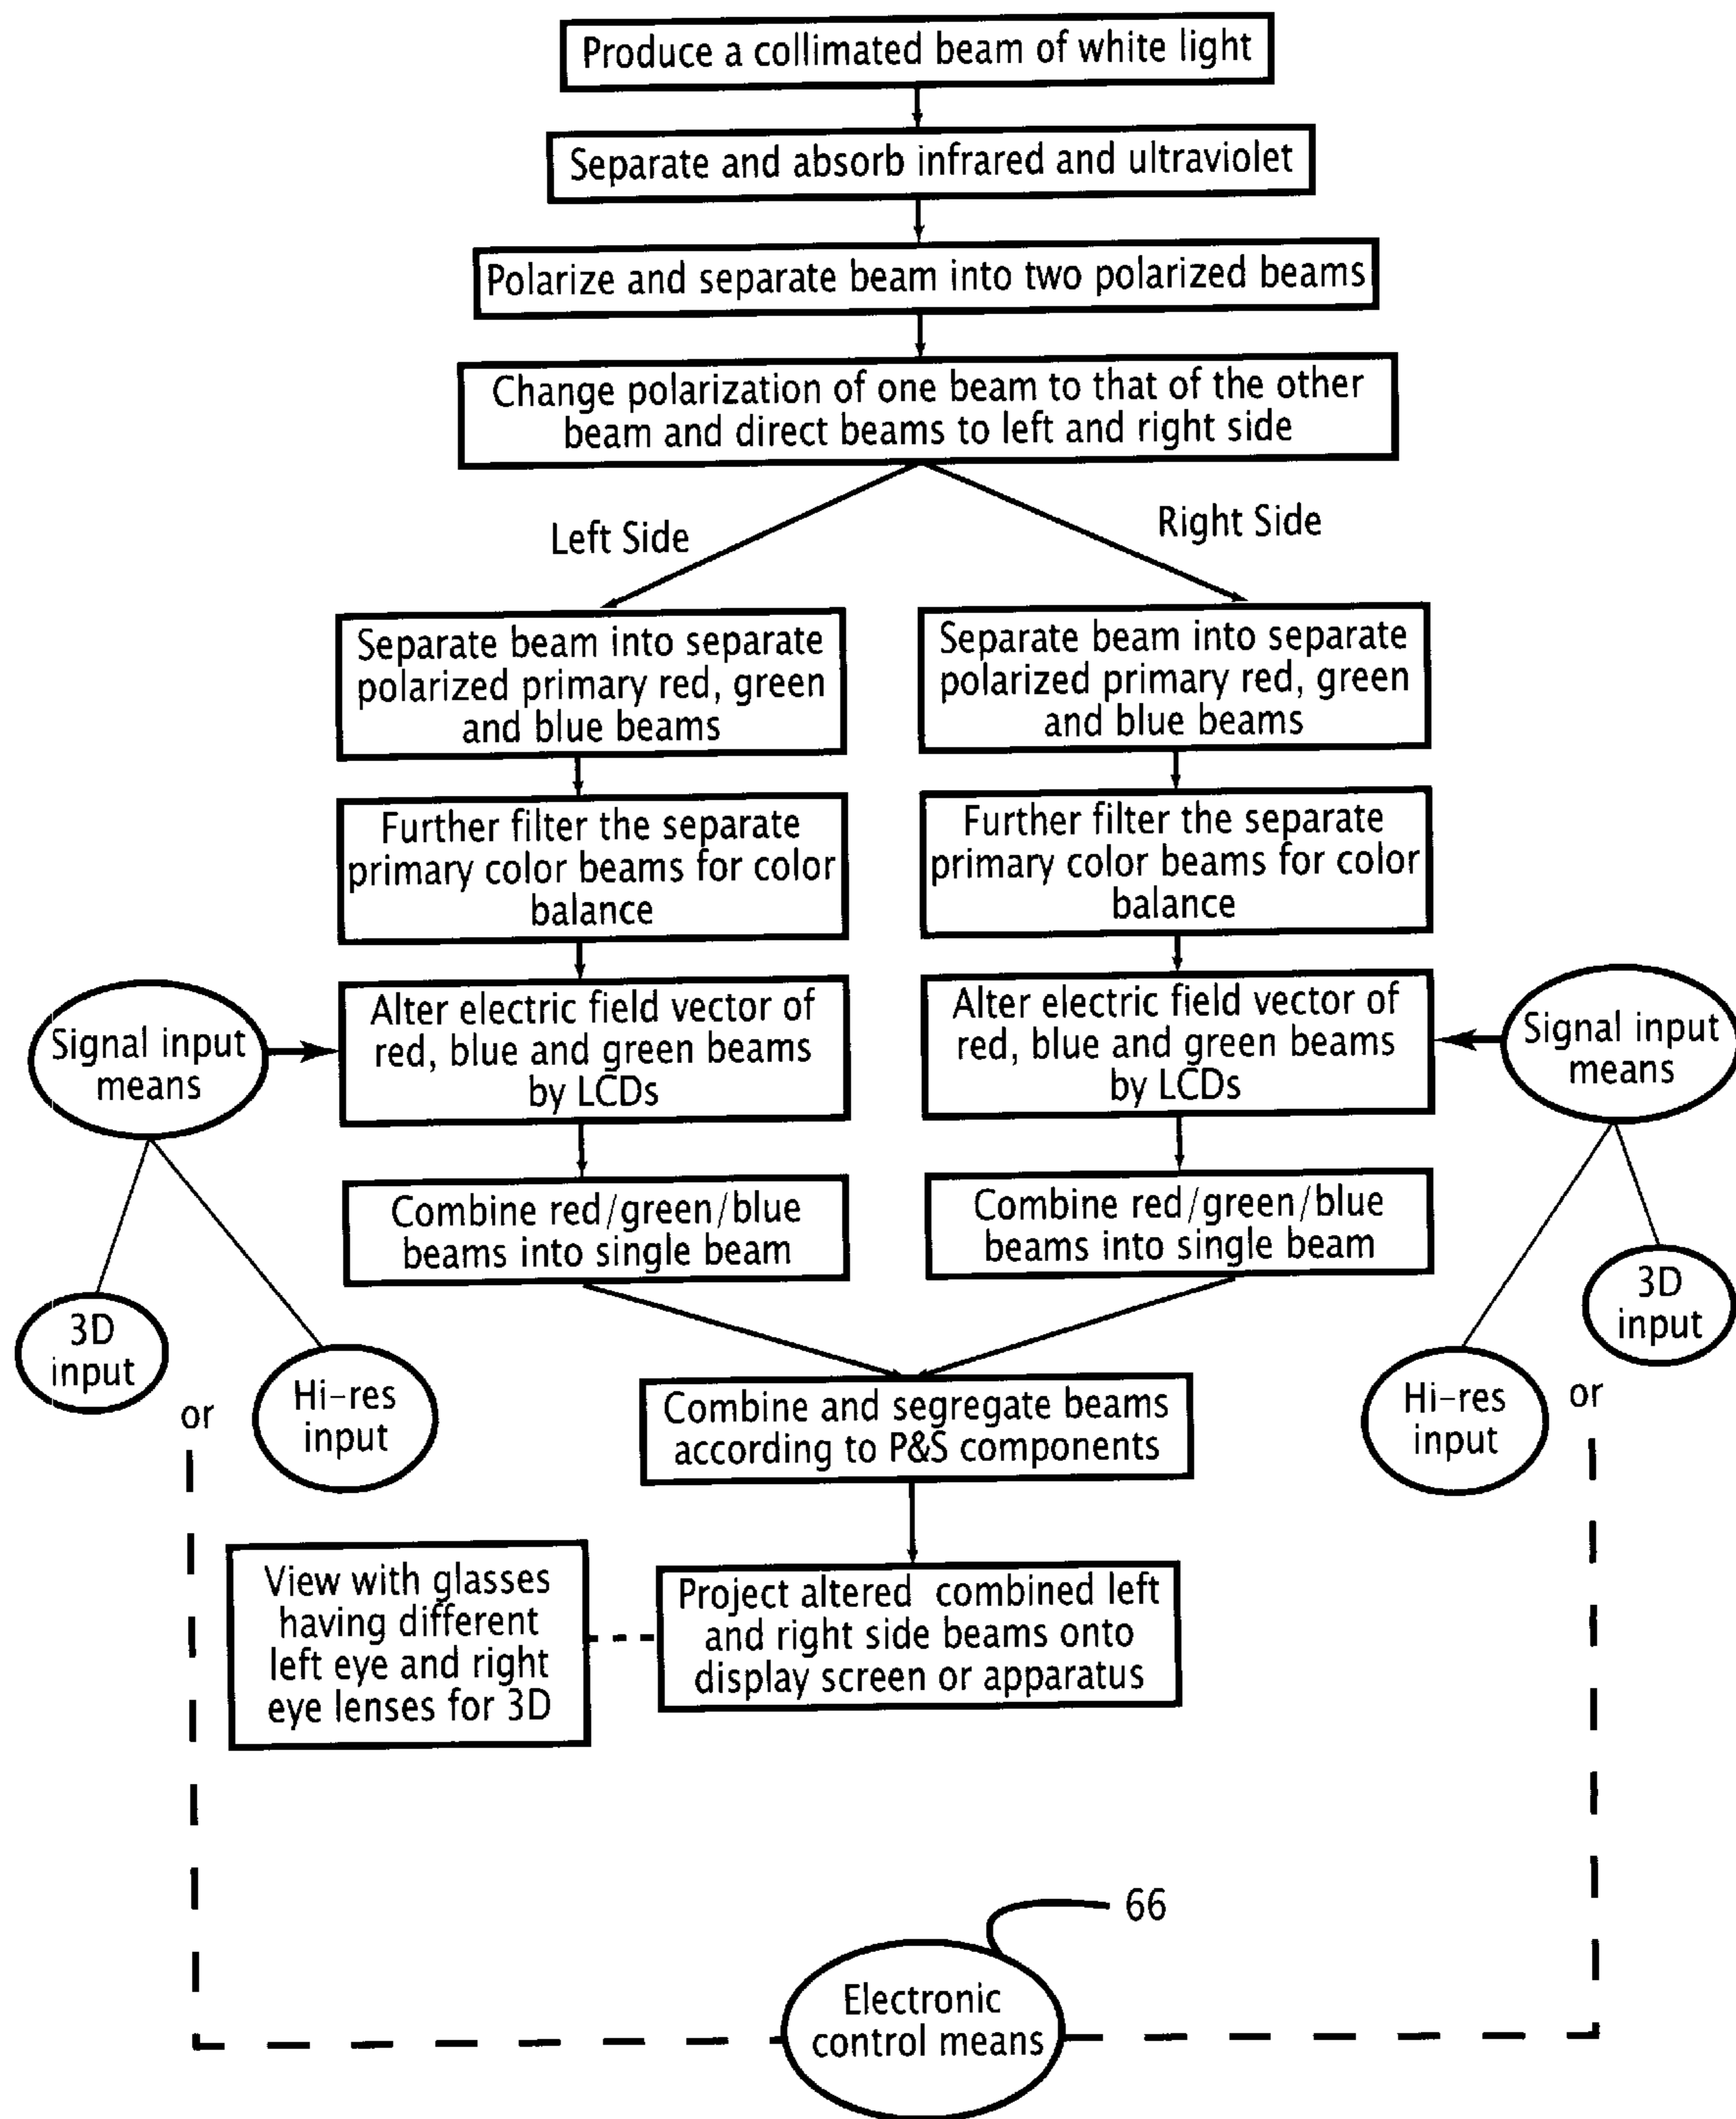 Produce a collimated beam of white light
Separate and absorb infrared and ultraviolet
Polarize and separate beam into two polarized beams
Change polarization of one beam to that of the other
beam and direct beams to left and right side
Left Side
Right Side
Separate beam into separate
polarized primary red, green
and blue beams
Separate beam into separate
polarized primary red, green
and blue beams
Further filter the separate
primary color beams for color
balance
Further filter the separate
primary color beams for color
balance
Signal input
means
Alter electric field vector of
red, blue and green beams
by LCDs
Alter electric field vector of
red, blue and green beams
by LCDs
Signal input
means
Combine red/green/blue
beams into single beam
Combine red/green/blue
beams into single beam
3D
input
or
Hi-res
input
Hi-res
input
or
3D
input
Combine and segregate beams
according to P&S components
View with glasses
having different
left eye and right
eye lenses for 3D
Project altered combined left
and right side beams onto
display screen or apparatus
66
Electronic
control means